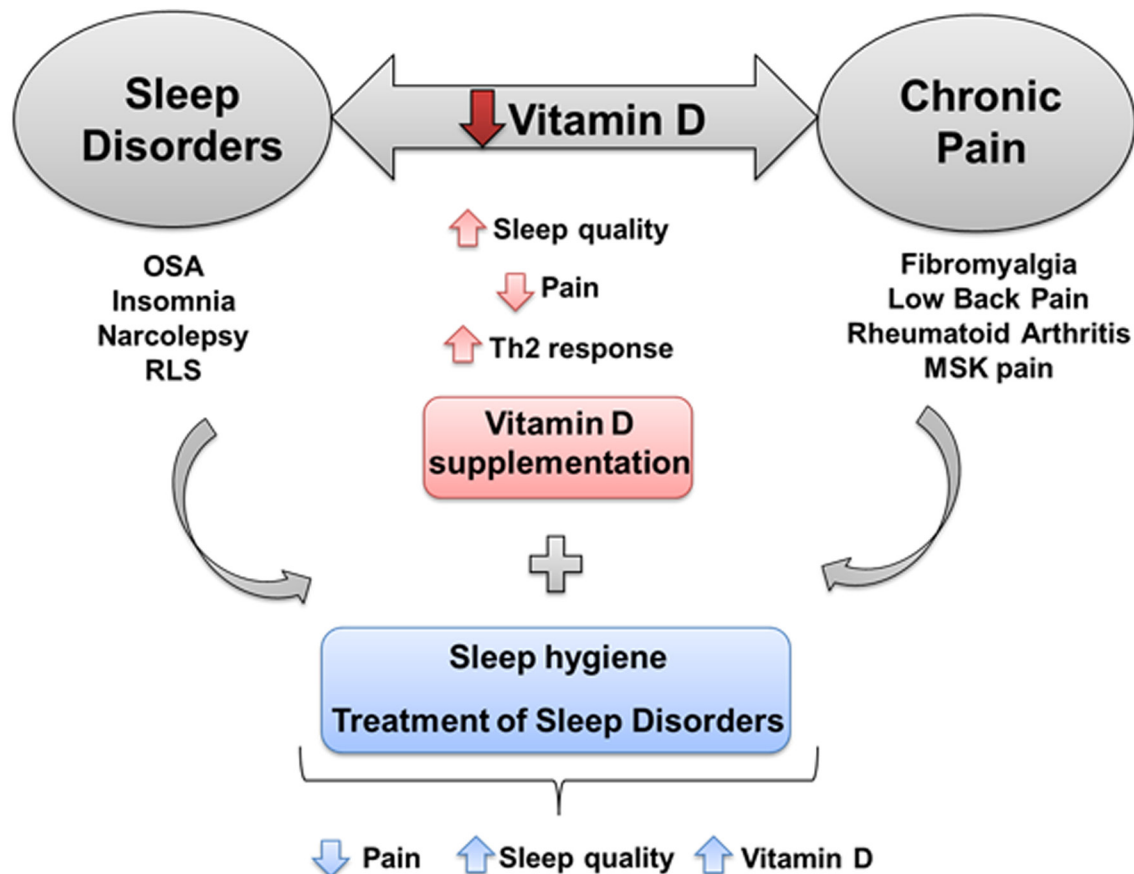 Sleep
Disorders
Vitamin D
Chronic
Pain
OSA
Insomnia
Narcolepsy
RLS
Sleep quality
Pain
Th2 response
Fibromyalgia
Low Back Pain
Rheumatoid Arthritis
MSK pain
Vitamin D
supplementation
Sleep hygiene
Treatment of Sleep Disorders
Pain
Sleep quality
Vitamin D